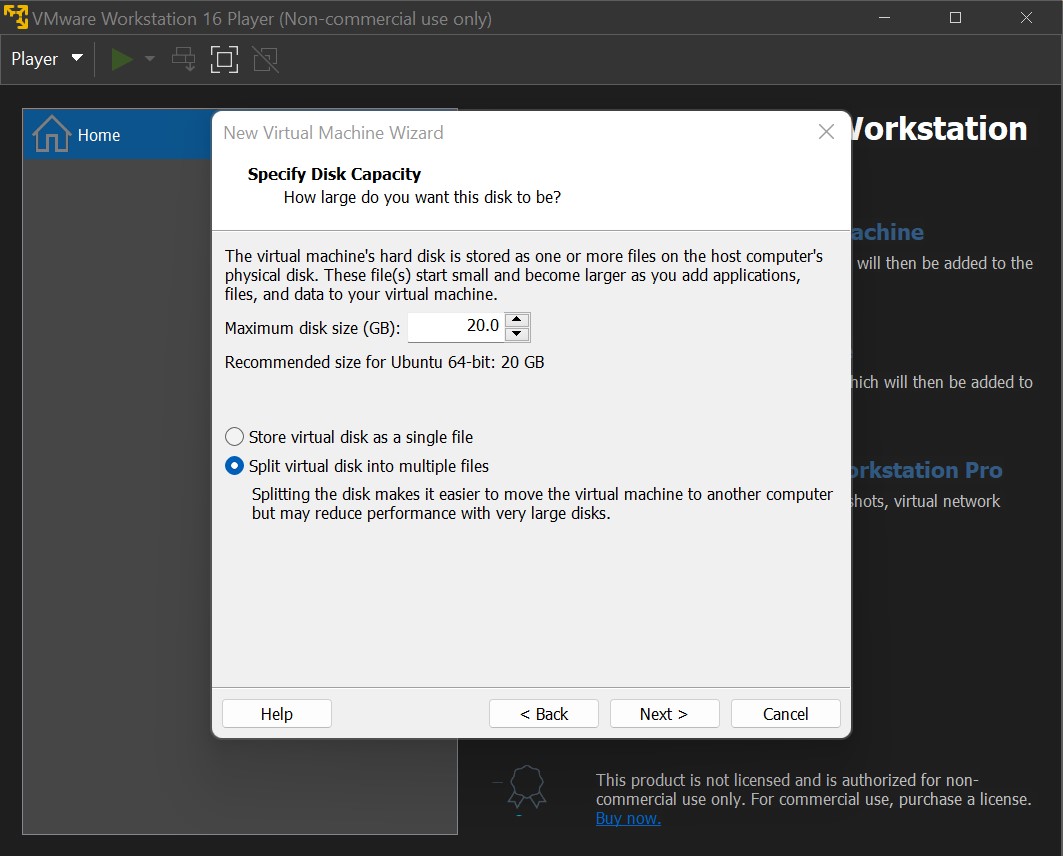 VMware Workstation 16 Player (Non-commercial use only)
Player
Home
New Virtual Machine Wizard
Specify Disk Capacity
How large do you want this disk to be?
The virtual machine's hard disk is stored as one or more files on the host computer's
physical disk. These file(s) start small and become larger as you add applications,
files, and data to your virtual machine.
Maximum disk size (GB): 20.0
Recommended size for Ubuntu 64-bit: 20 GB
Store virtual disk as a single file
Split virtual disk into multiple files
Splitting the disk makes it easier to move the virtual machine to another computer
but may reduce performance with very large disks.
Help
< Back
Next >
Cancel
Workstation
achine
will then be added to the
hich will then be added to
orkstation Pro
shots, virtual network
This product is not licensed and is authorized for non-
commercial use only. For commercial use, purchase a license.
Buy now.